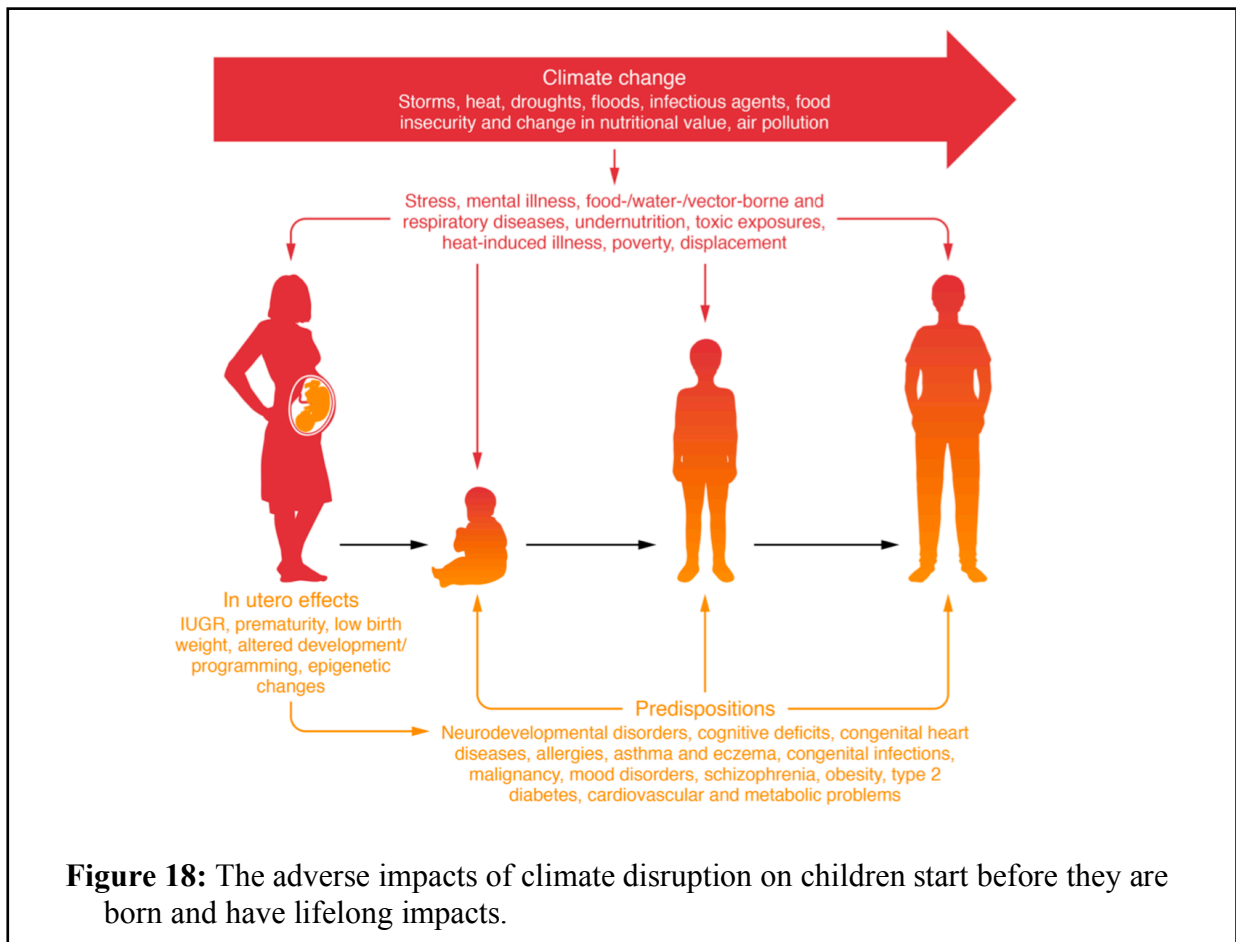 Climate change
Storms, heat, droughts, floods, infectious agents, food
insecurity and change in nutritional value, air pollution
Stress, mental illness, food-/water-/vector-borne and
respiratory diseases, undernutrition, toxic exposures,
heat-induced illness, poverty, displacement
In utero effects
IUGR, prematurity, low birth
weight, altered development/
programming, epigenetic
changes
Predispositions
Neurodevelopmental disorders, cognitive deficits, congenital heart
diseases, allergies, asthma and eczema, congenital infections,
malignancy, mood disorders, schizophrenia, obesity, type 2
diabetes, cardiovascular and metabolic problems
Figure 18: The adverse impacts of climate disruption on children start before they are
born and have lifelong impacts.